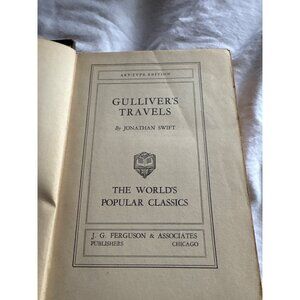 ART-TYPE EDITION
GULLIVER'S
TRAVELS
By JONATHAN SWIFT
THE WORLD'S
POPULAR CLASSICS
J. G. FERGUSON & ASSOCIATES
PUBLISHERS CHICAGO